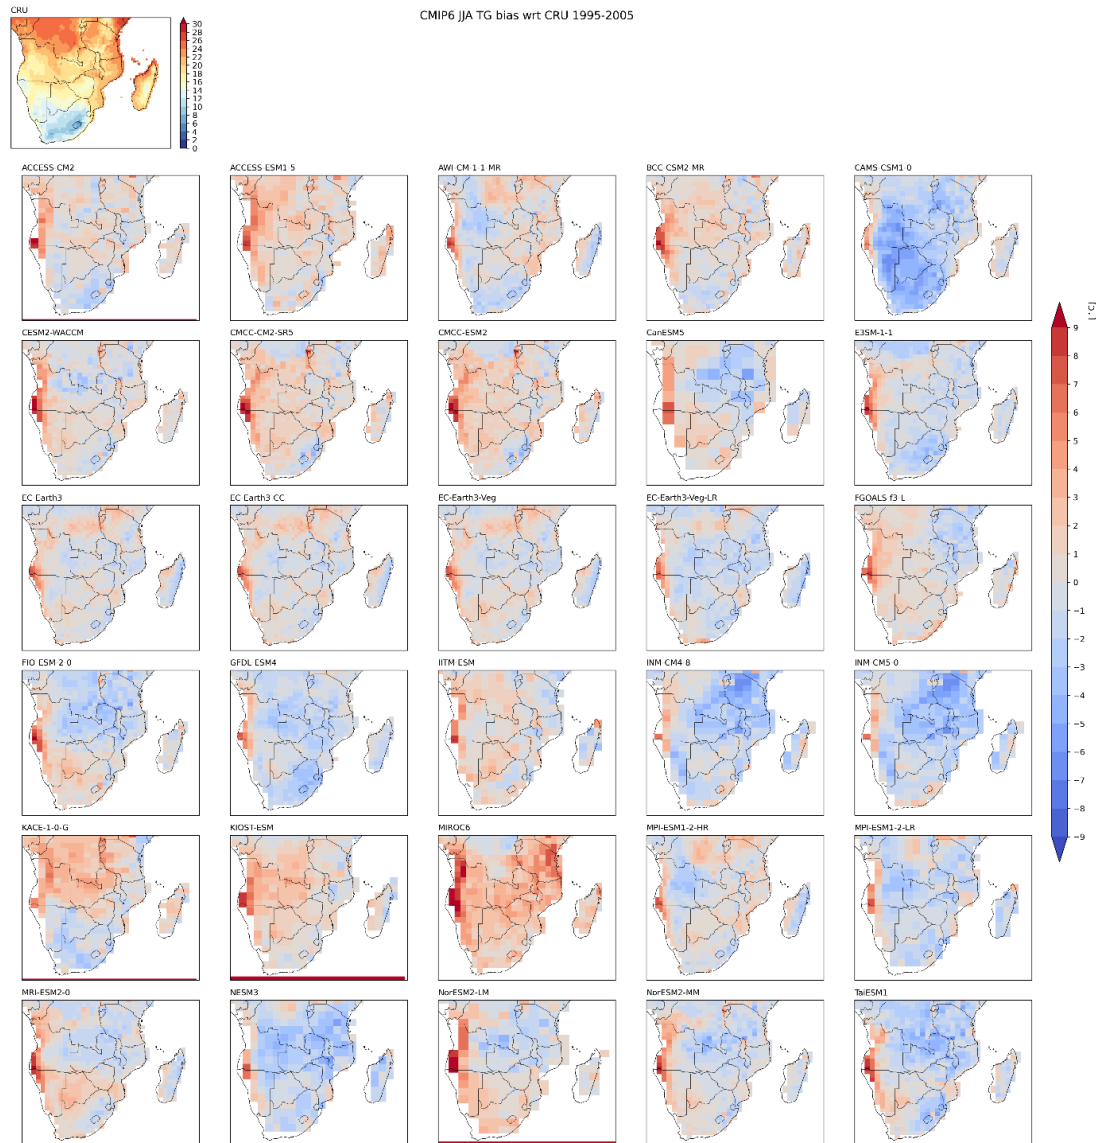 CMIP6 JJA TG bias wrt CRU 1995-2005
CRU
30
28
26
24
22
20
18
16
14
12
10
8
6
4
2
0
ACCESS CM2
ACCESS ESM1-5
AWI-CM-1-1-MR
BCC-CSM2-MR
CAMS-CSM1-0
CESM2-WACCM
CMCC-CM2-SR5
CMCC-ESM2
CanESM5
E3SM-1-1
EC Earth3
EC Earth3 CC
EC-Earth3-Veg
EC-Earth3-Veg-LR
FGOALS f3 L
FIO ESM 2 0
GFDL ESM4
IITM ESM
INM CM4 8
INM CM5 0
KACE-1-0-G
KIOST-ESM
MIROC6
MPI-ESM1-2-HR
MPI-ESM1-2-LR
MRI-ESM2-0
NESM3
NorESM2-LM
NorESM2-MM
TaiESM1
9
8
7
6
5
4
3
2
1
0
−1
−2
−3
−4
−5
−6
−7
−8
−9